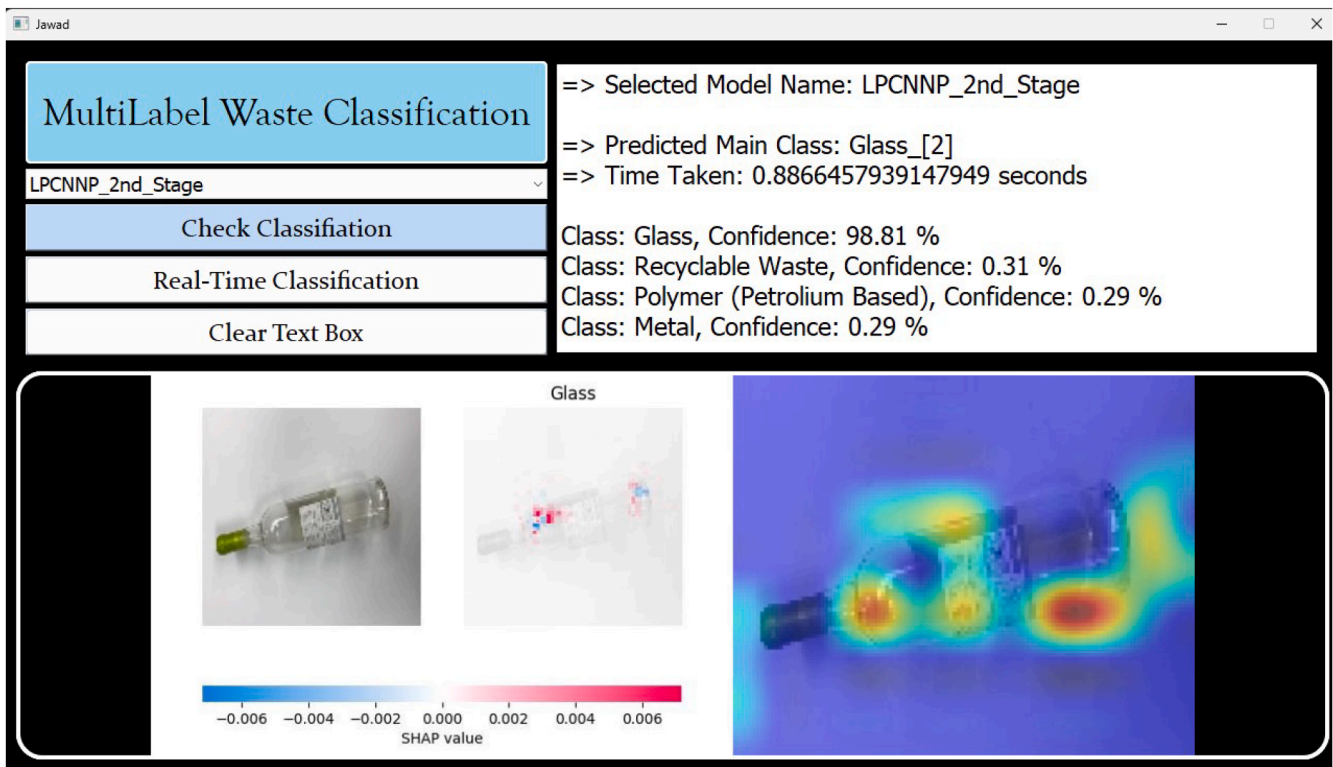 Jawad
MultiLabel Waste Classification
LPCNNP_2nd_Stage
Check Classifiation
Real-Time Classification
Clear Text Box
=> Selected Model Name: LPCNNP_2nd_Stage
=> Predicted Main Class: Glass_[2]
=> Time Taken: 0.8866457939147949 seconds
Class: Glass, Confidence: 98.81 %
Class: Recyclable Waste, Confidence: 0.31 %
Class: Polymer (Petrolium Based), Confidence: 0.29 %
Class: Metal, Confidence: 0.29 %
Glass
−0.006 −0.004 −0.002 0.000 0.002 0.004 0.006
SHAP value